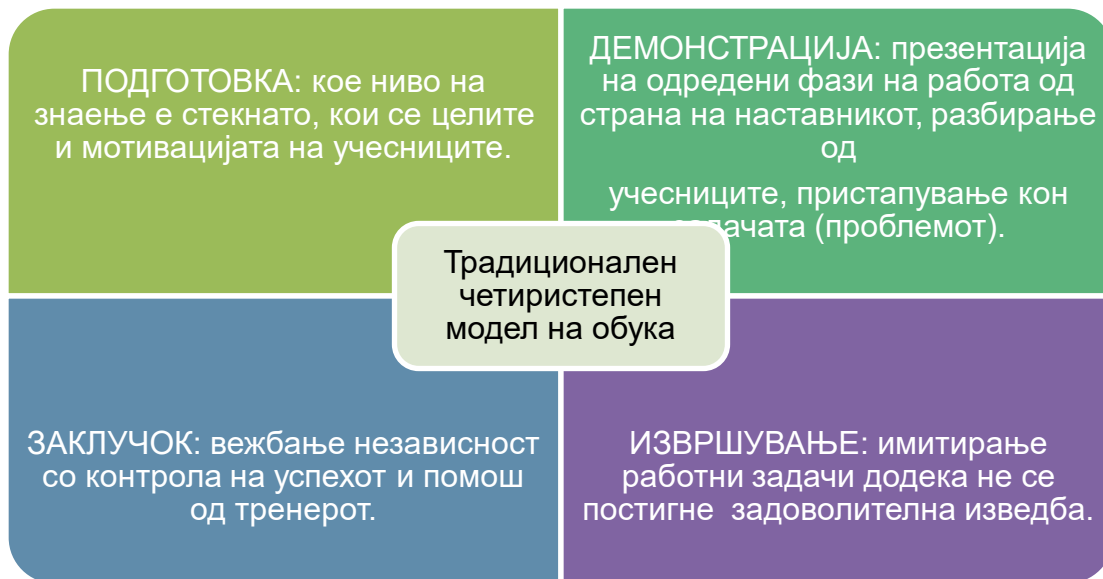 ПОДГОТОВКА: кое ниво на
знаење е стекнато, кои се целите
и мотивацијата на учесниците.
ДЕМОНСТРАЦИЈА: презентација
на одредени фази на работа од
страна на наставникот, разбирање
од
учесниците, пристапување кон
(проблемот).
Традиционален
четиристепен
модел на обука
ЗАКЛУЧОК: вежбање независност
со контрола на успехот и помош
од тренерот.
ИЗВРШУВАЊЕ: имитирање
работни задачи додека не се
постигне  задоволителна изведба.